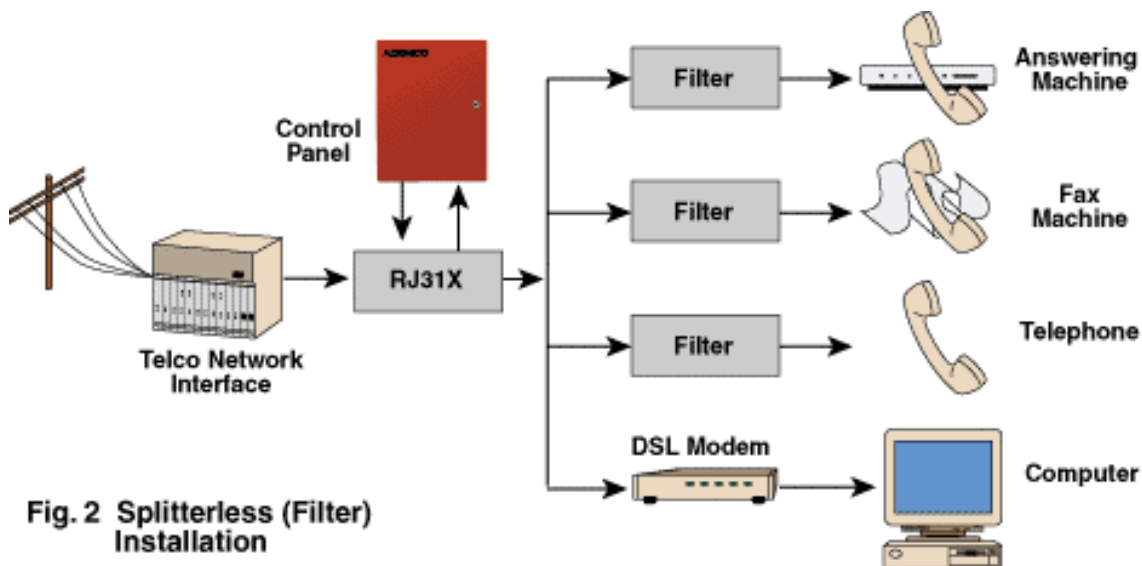 Filter
Answering
Machine
Control
Panel
Filter
Fax
Machine
RJ31X
Filter
Telephone
Telco Network
Interface
DSL Modem
Computer
Fig. 2 Splitterless (Filter)
Installation